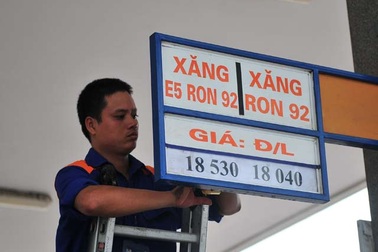 XĂNG XĂNG
E5 RON 92 RON 92
GIÁ: Đ/L
18 530 18 040